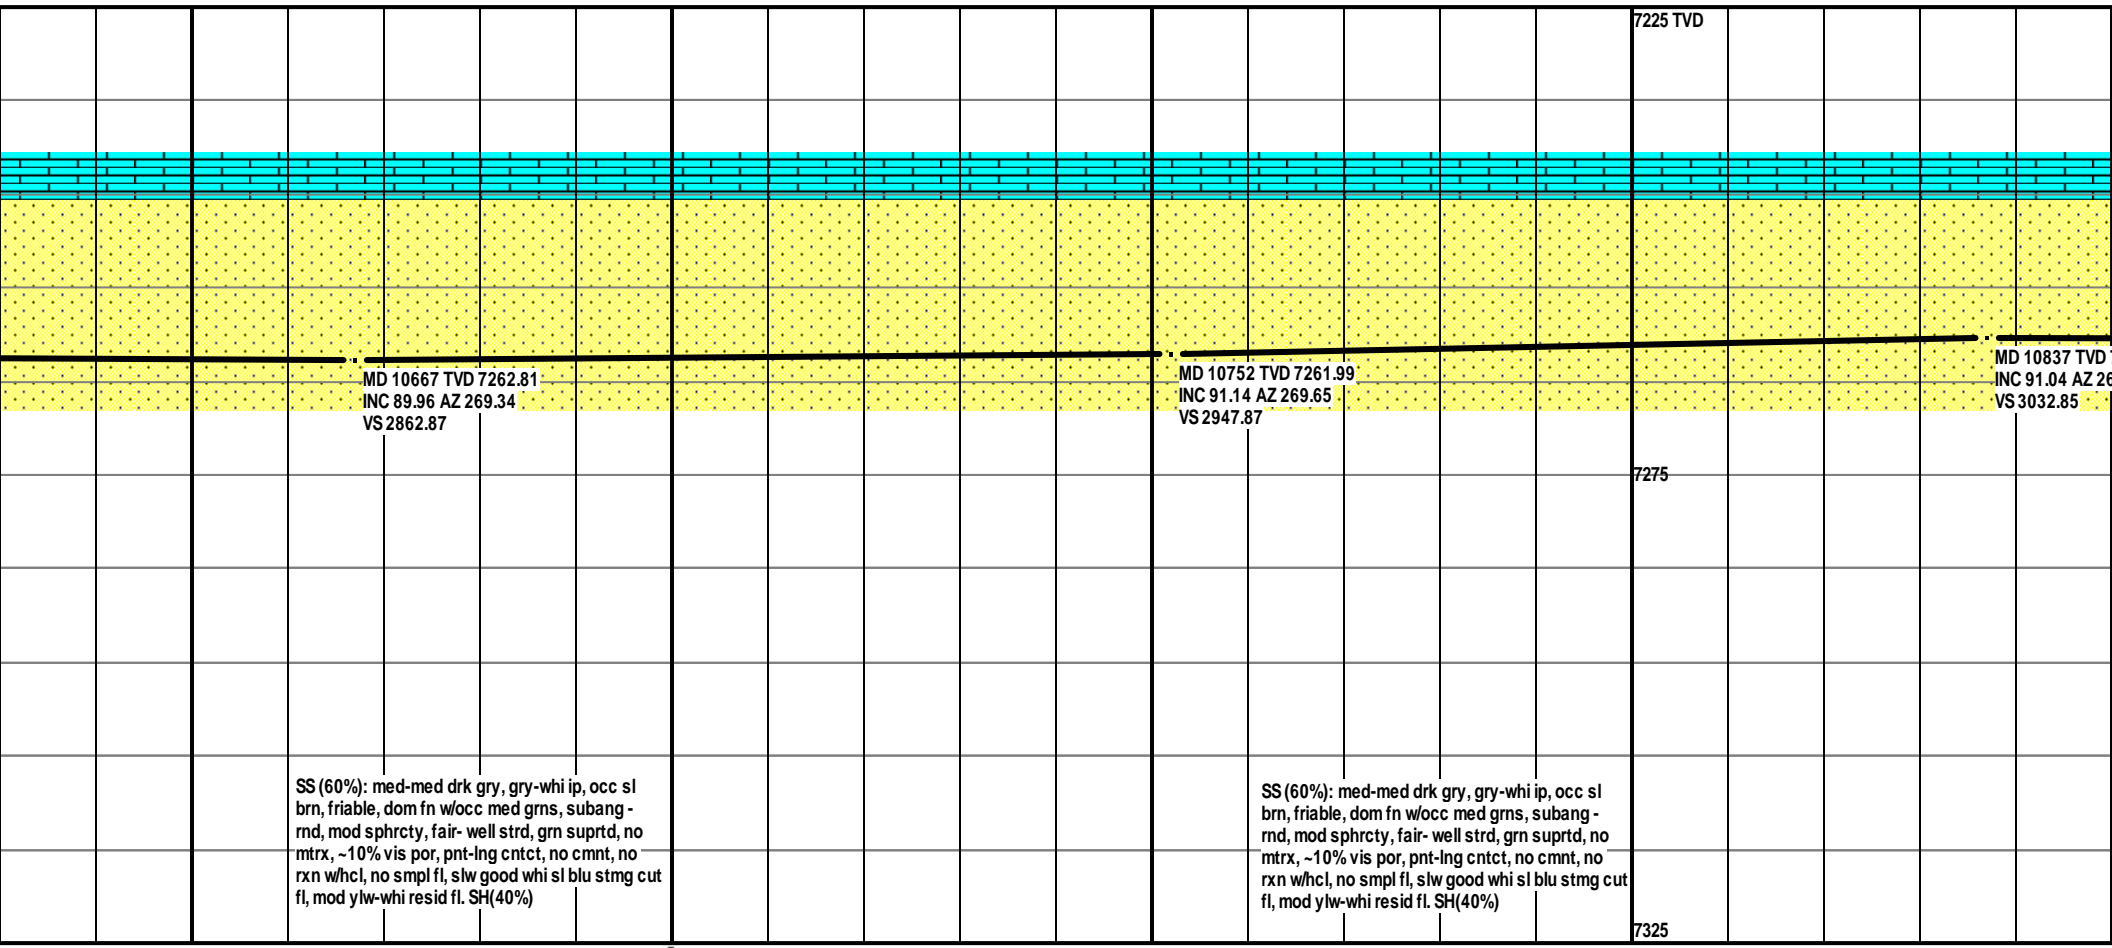 7225 TVD
MD 10667 TVD 7262.81
INC 89.96 AZ 269.34
VS 2862.87
MD 10752 TVD 7261.99
INC 91.14 AZ 269.65
VS 2947.87
MD 10837 TVD
INC 91.04 AZ 26
VS 3032.85
7275
SS (60%): med-med drk gry, gry-whi ip, occ sl
brn, friable, dom fn w/occ med grns, subang -
rnd, mod sphrcty, fair- well strd, grn suprtd, no
mtrx, ~10% vis por, pnt-lng cntct, no cmnt, no
rxn w/hcl, no smpl fl, slw good whi sl blu stmg cut
fl, mod ylw-whi resid fl. SH(40%)
SS (60%): med-med drk gry, gry-whi ip, occ sl
brn, friable, dom fn w/occ med grns, subang -
rnd, mod sphrcty, fair- well strd, grn suprtd, no
mtrx, ~10% vis por, pnt-lng cntct, no cmnt, no
rxn w/hcl, no smpl fl, slw good whi sl blu stmg cut
fl, mod ylw-whi resid fl. SH(40%)
7325